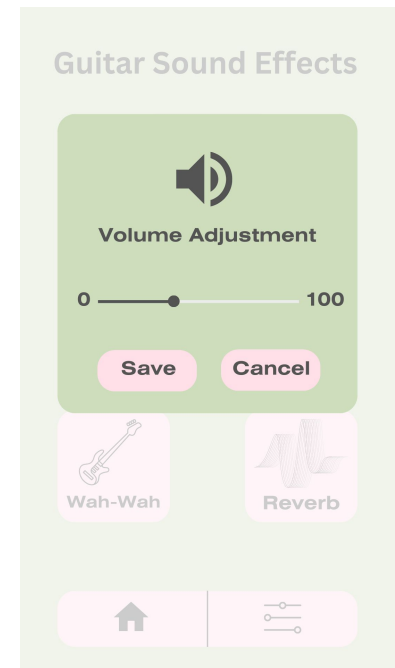 Guitar Sound Effects
Volume Adjustment
0 100
Save Cancel
Wah-Wah Reverb